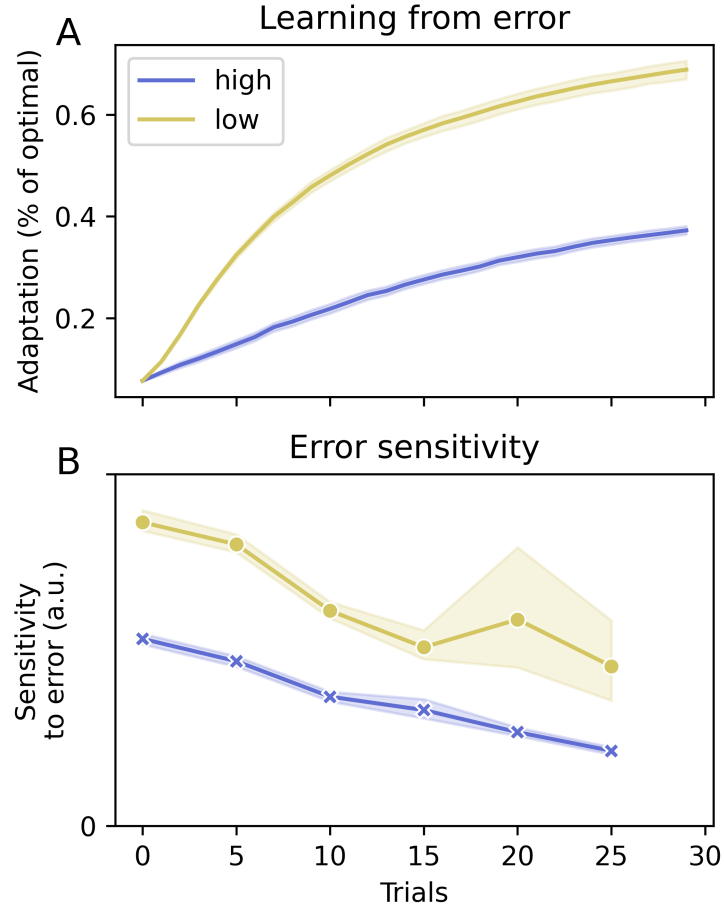 A
Learning from error
high
low
Adaptation (% of optimal)
0.6
0.4
0.2
B
Error sensitivity
Sensitivity
to error (a.u.)
0
0 5 10 15 20 25 30
Trials